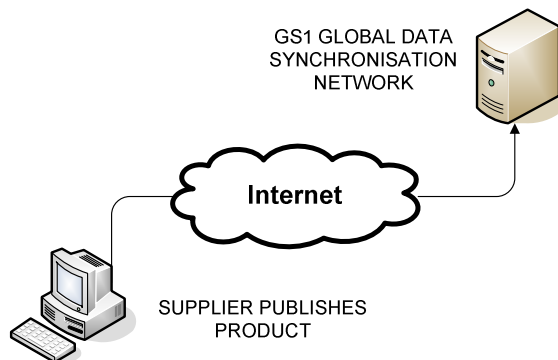 GS1 GLOBAL DATA
SYNCHRONISATION
NETWORK
Internet
SUPPLIER PUBLISHES
PRODUCT